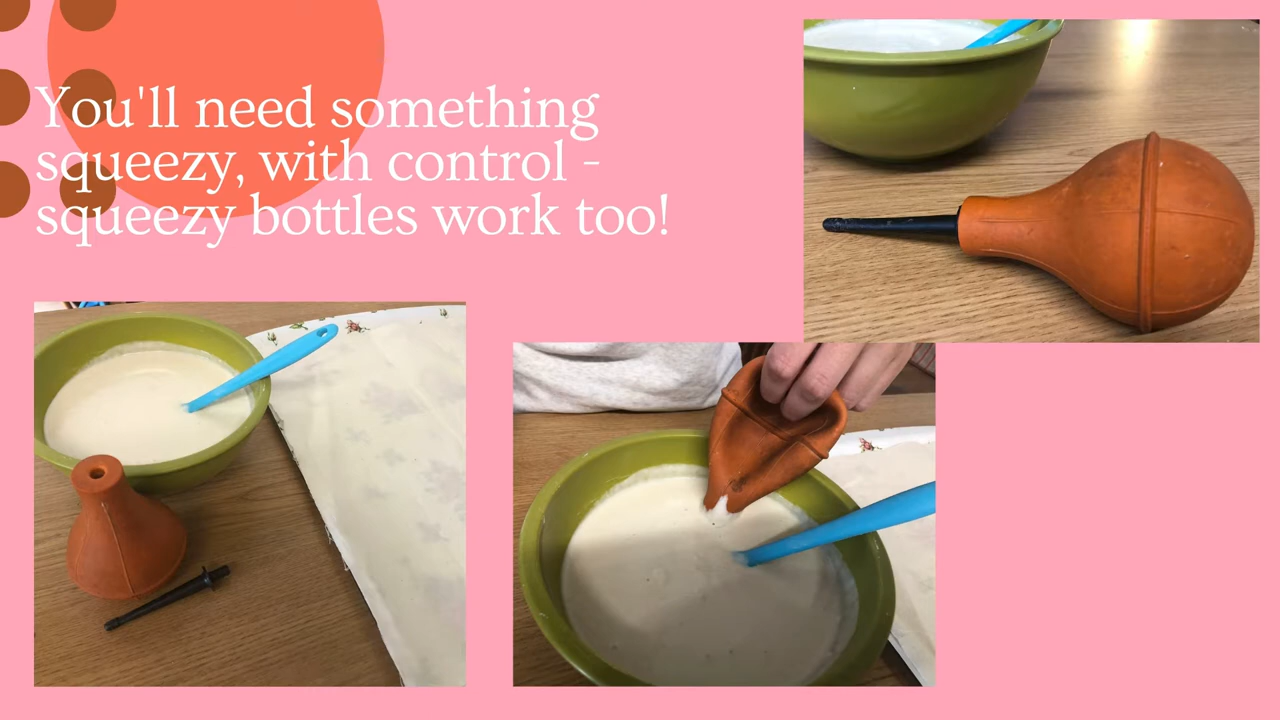 You'll need something
squeezy, with control -
squeezy bottles work too!